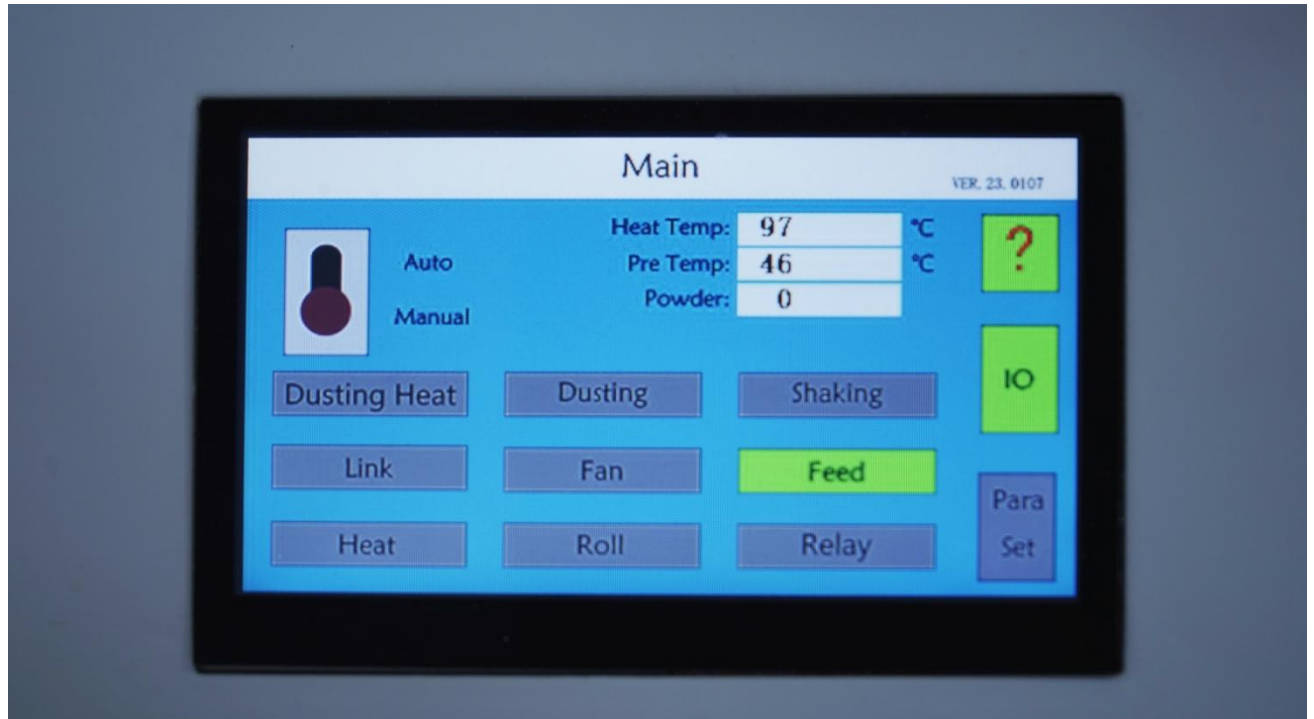 Main
VER. 23. 0107
Heat Temp: 97 °C
Auto
Pre Temp: 46 °C
?
Manual
Powder: 0
Dusting Heat
Dusting
Shaking
IO
Link
Fan
Feed
Para
Set
Heat
Roll
Relay